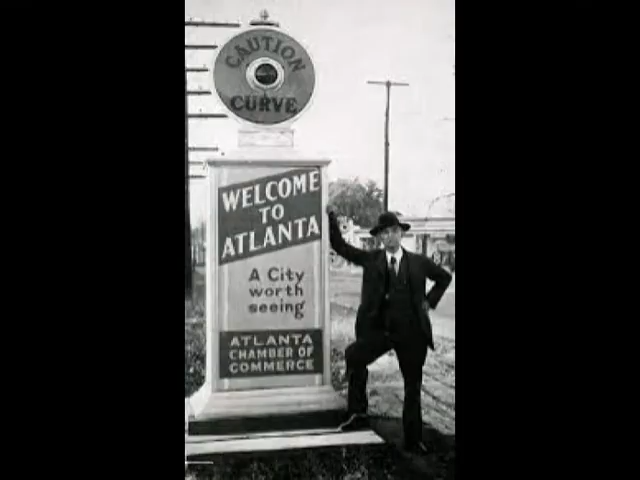 CAUTION
CURVE
WELCOME
TO
ATLANTA
A City
worth
seeing
ATLANTA
CHAMBER OF
COMMERCE